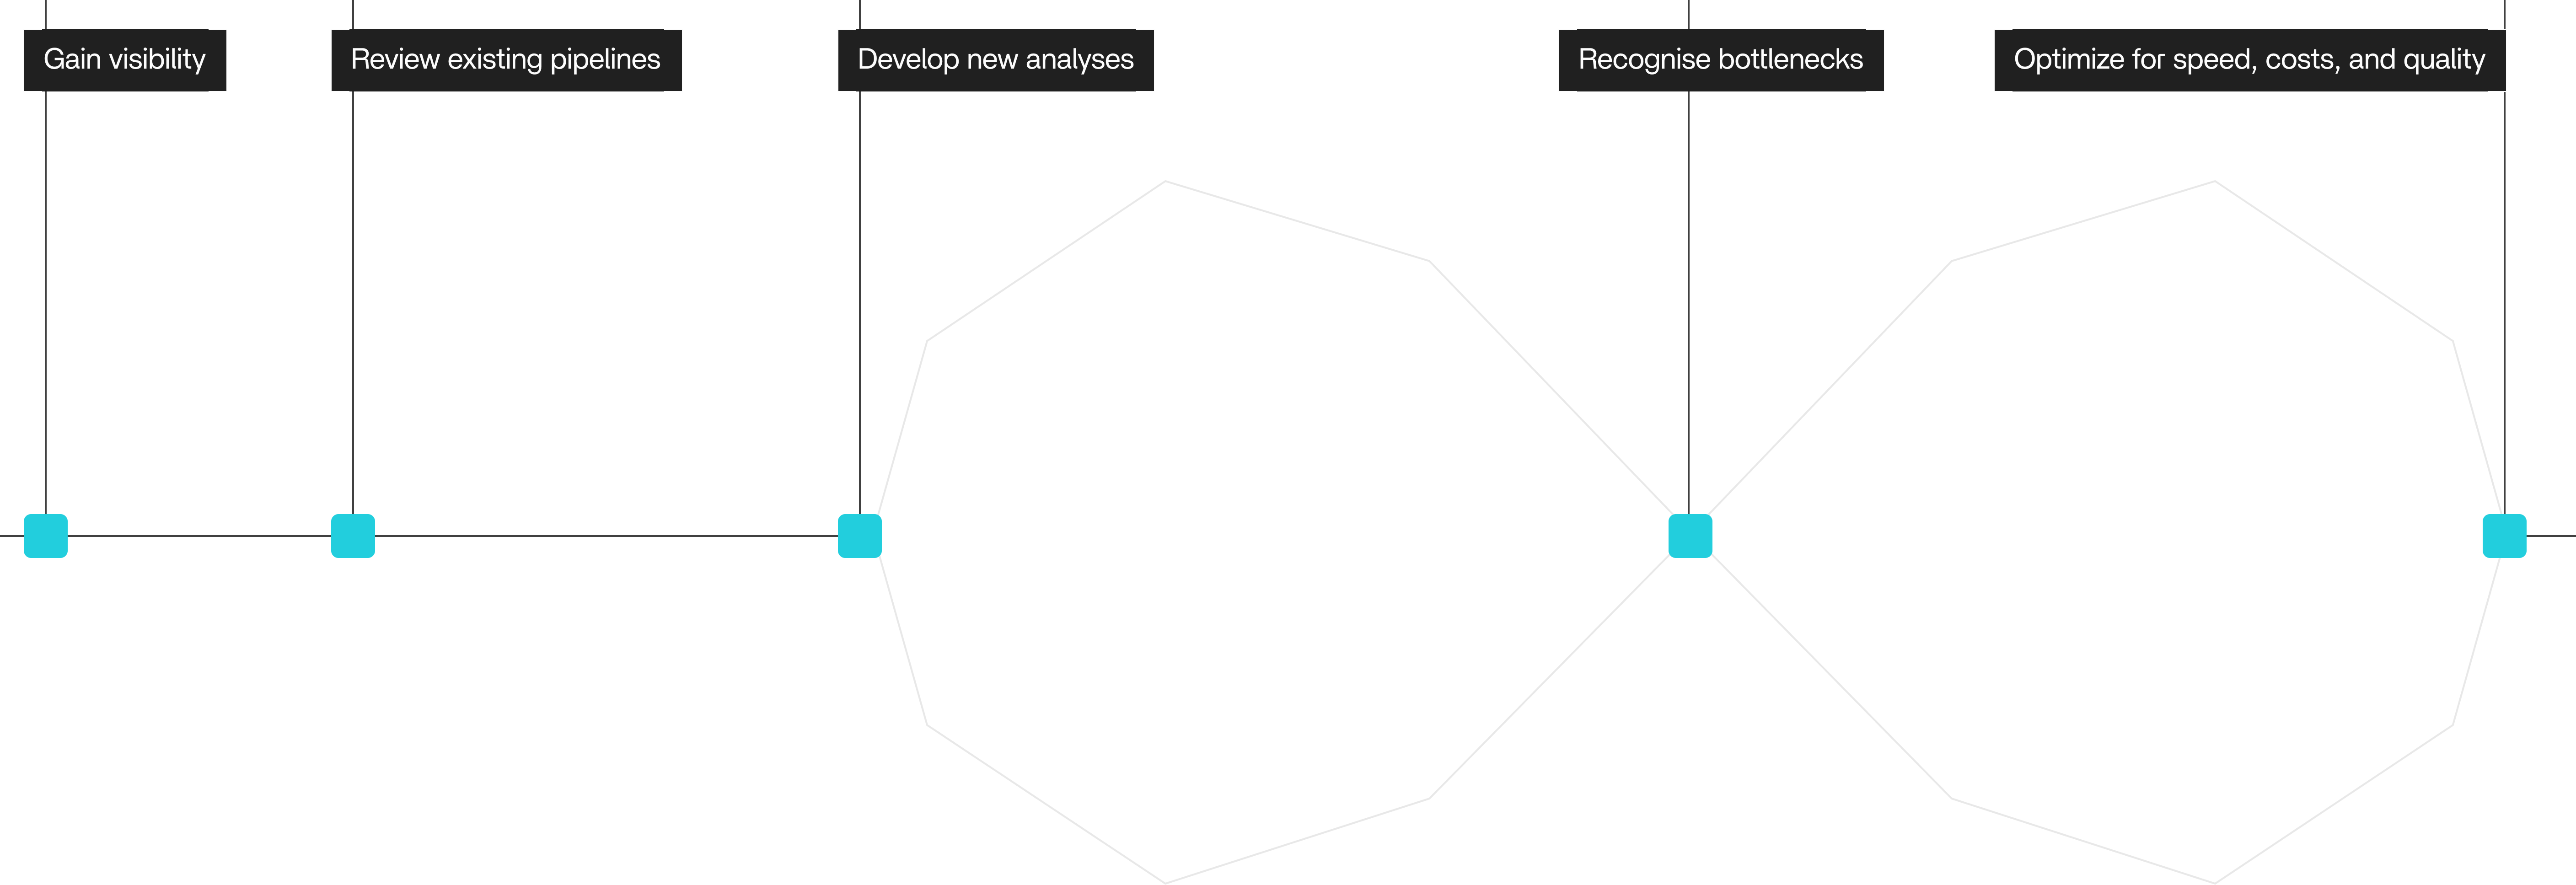 Gain visibility
Review existing pipelines
Develop new analyses
Recognise bottlenecks
Optimize for speed, costs, and quality